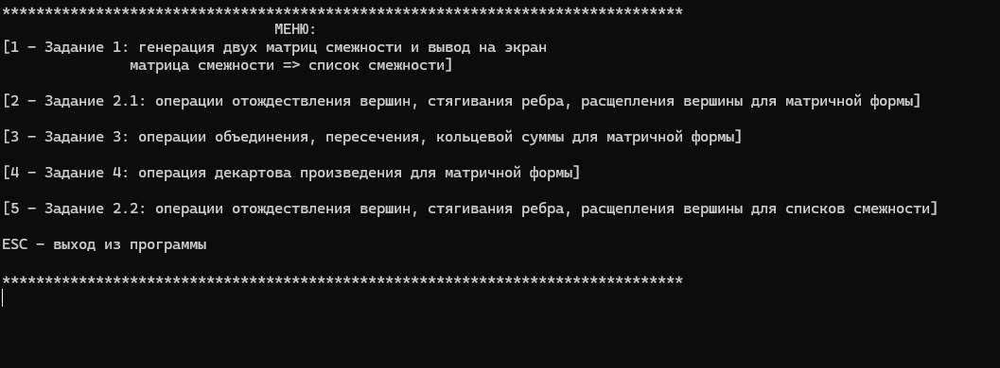 ********************************************************************************
МЕНЮ:
[1 - Задание 1: генерация двух матриц смежности и вывод на экран
матрица смежности => список смежности]
[2 - Задание 2.1: операции отождествления вершин, стягивания ребра, расщепления вершины для матричной формы]
[3 - Задание 3: операции объединения, пересечения, кольцевой суммы для матричной формы]
[4 - Задание 4: операция декартова произведения для матричной формы]
[5 - Задание 2.2: операции отождествления вершин, стягивания ребра, расщепления вершины для списков смежности]
ESC - выход из программы
********************************************************************************